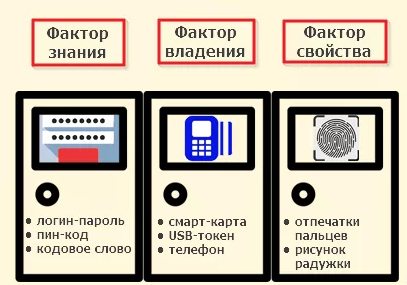 Фактор
знания
Фактор
владения
Фактор
свойства
• логин-пароль
• пин-код
• кодовое слово
• смарт-карта
• USB-токен
• телефон
• отпечатки
пальцев
• рисунок
радужки